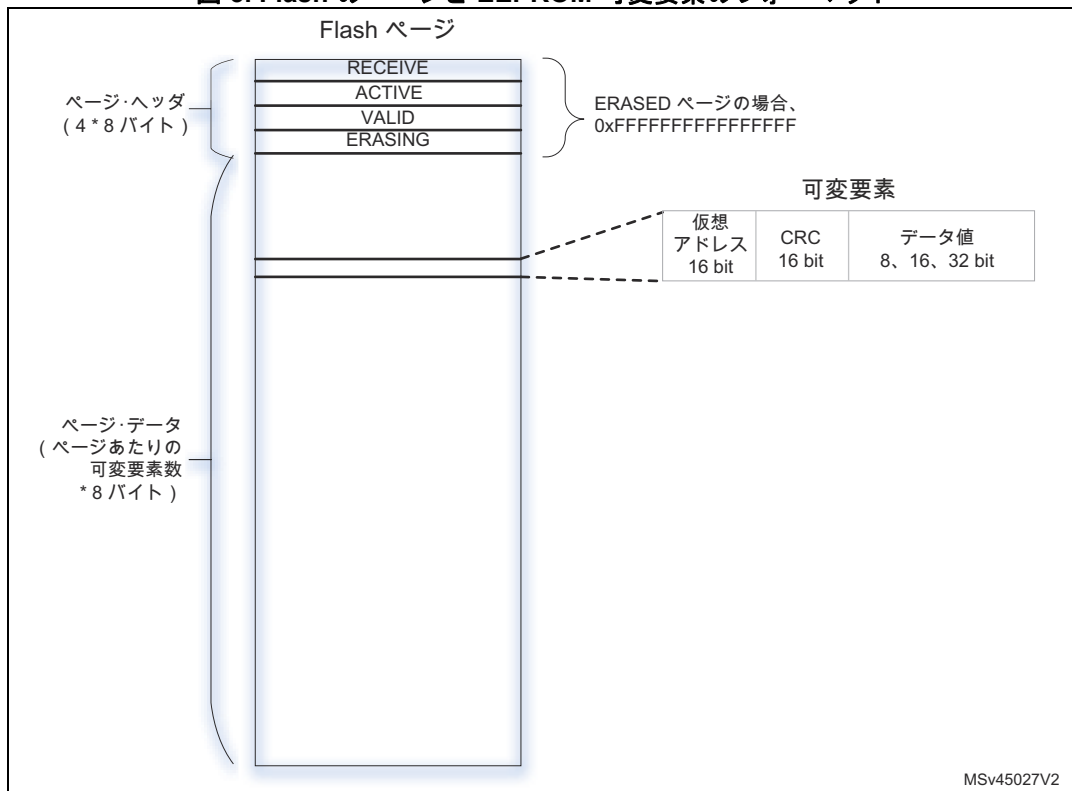 Flash ページ
RECEIVE
ACTIVE
VALID
ERASING
ページ·ヘッダ
( 4 * 8 バイト )
ERASED ページの場合、
0xFFFFFFFFFFFFFFFF
可変要素
仮想
アドレス
16 bit
CRC
16 bit
データ値
8、16、32 bit
ページ·データ
( ページあたりの
可変要素数
* 8 バイト )
MSv45027V2